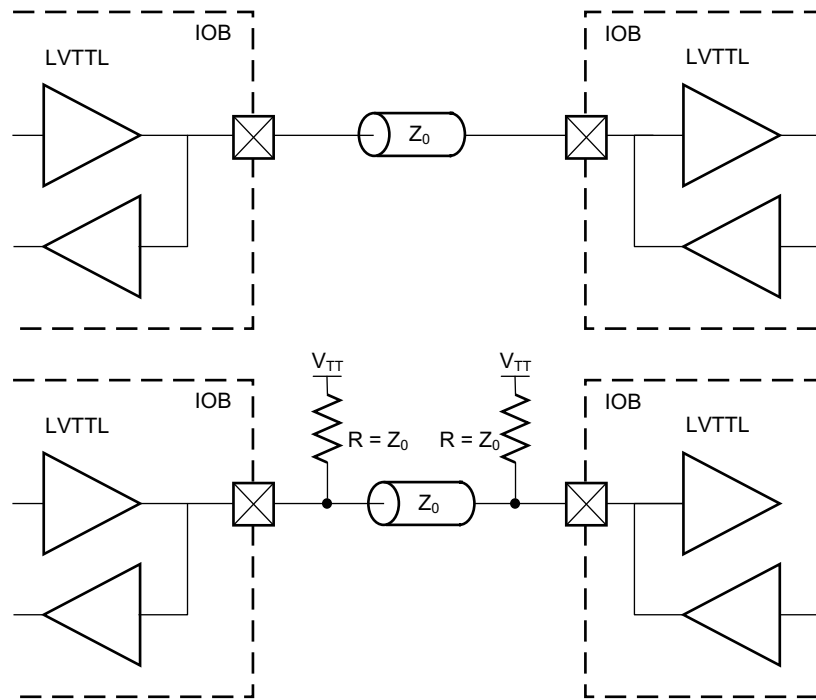 IOB
IOB
LVTTL
LVTTL
Z₀
V_TT
V_TT
IOB
IOB
LVTTL
LVTTL
R = Z₀
R = Z₀
Z₀